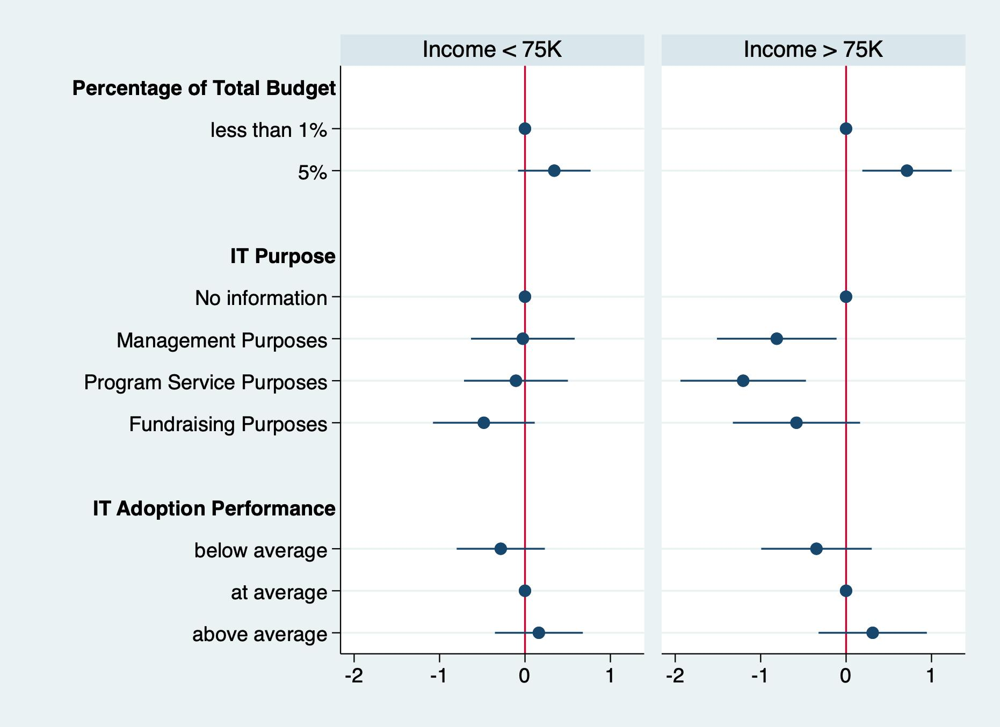 Income < 75K
Income > 75K
Percentage of Total Budget
less than 1%
5%
IT Purpose
No information
Management Purposes
Program Service Purposes
Fundraising Purposes
IT Adoption Performance
below average
at average
above average
-2 -1 0 1
-2 -1 0 1